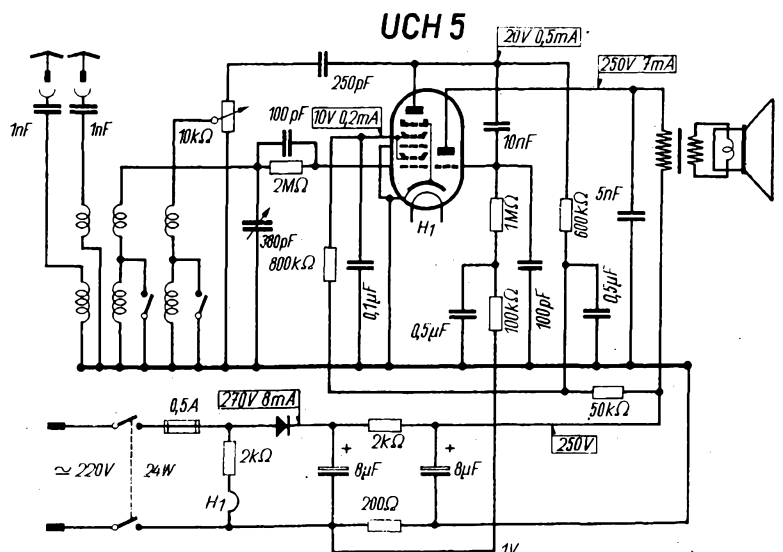 UCH 5
20V 0,5mA
250V 7mA
250pF
1nF
1nF
10kΩ
100pF
10V 0,2mA
10nF
2MΩ
H1
1MΩ
600kΩ
5nF
380pF
800kΩ
0,1µF
0,5µF
100kΩ
100pF
0,5µF
270V 8mA
0,5A
50kΩ
2kΩ
2kΩ
250V
≃ 220V
24W
+
8µF
+
8µF
H1
200Ω
1V